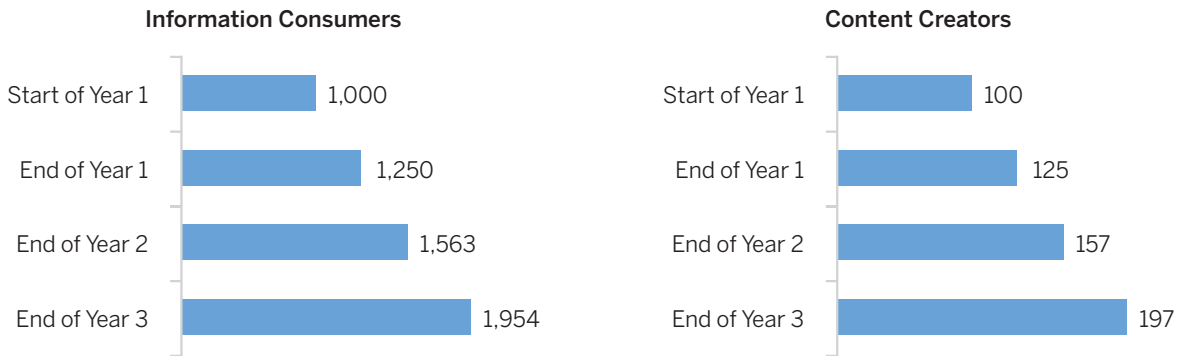 Information Consumers
Start of Year 1 1,000
End of Year 1 1,250
End of Year 2 1,563
End of Year 3 1,954
Content Creators
Start of Year 1 100
End of Year 1 125
End of Year 2 157
End of Year 3 197